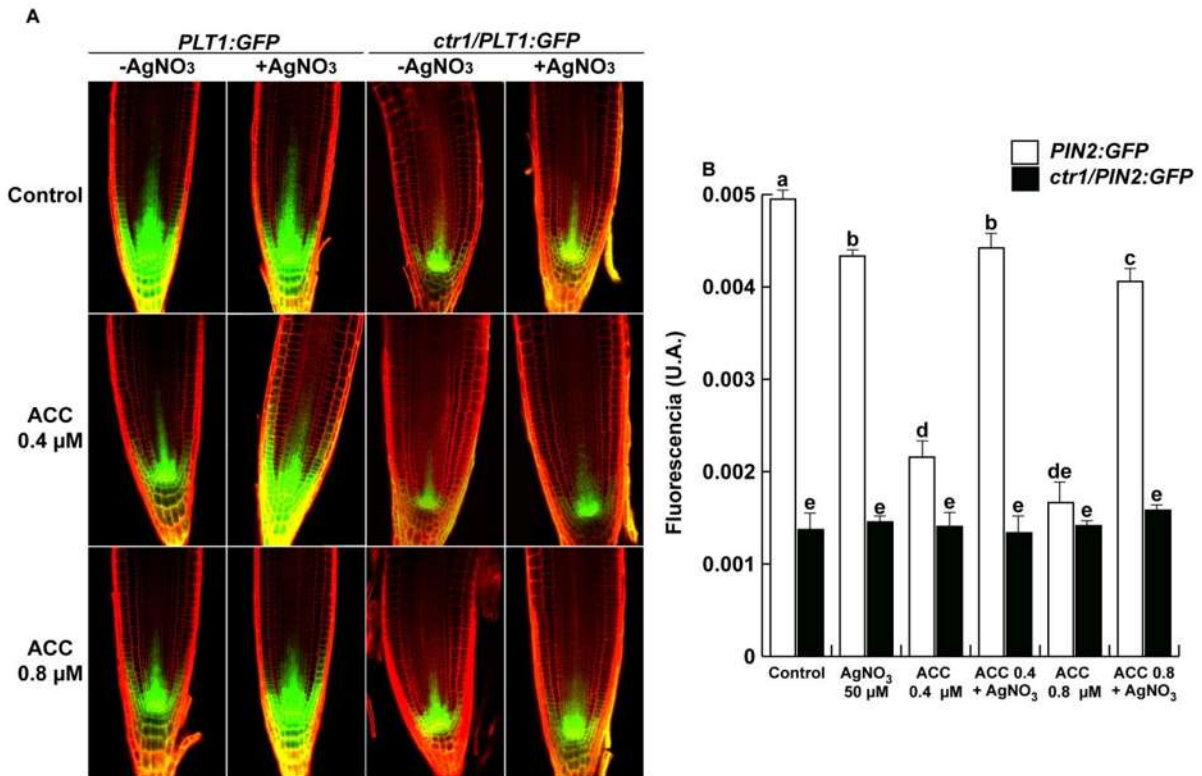 A
PLT1:GFP ctr1/PLT1:GFP
-AgNO3 +AgNO3 -AgNO3 +AgNO3
Control
ACC
0.4 µM
ACC
0.8 µM
B
PIN2:GFP
ctr1/PIN2:GFP
Fluorescencia (U.A.)
0.005
0.004
0.003
0.002
0.001
0
a
b
d
b
de
c
e e e e e e
Control AgNO3 ACC ACC 0.4 ACC ACC 0.8
50 µM 0.4 µM + AgNO3 0.8 µM + AgNO3